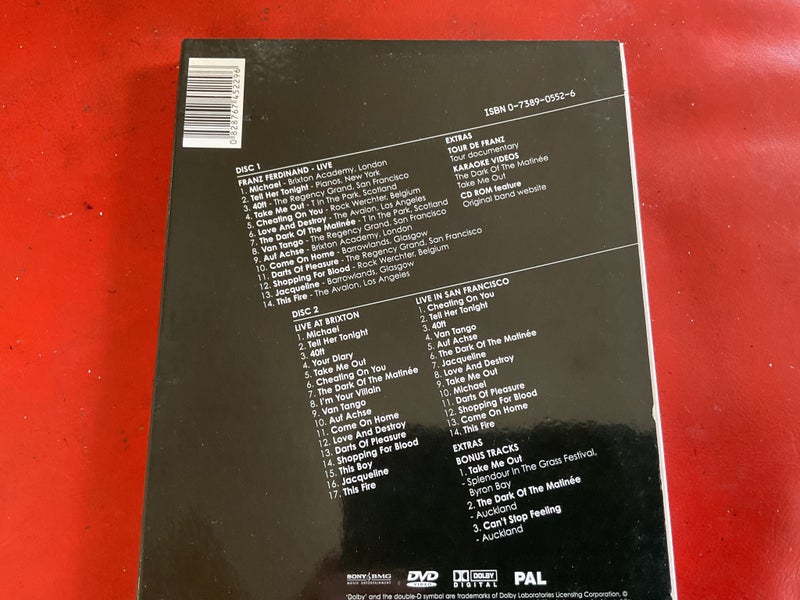 0 828767 452296
ISBN 0-7389-0552-6
DISC 1
FRANZ FERDINAND - LIVE
1. Michael - Brixton Academy, London
2. Tell Her Tonight - Pianos, New York
3. 40ft - The Regency Grand, San Francisco
4. Take Me Out - T In The Park, Scotland
5. Cheating On You - Rock Werchter, Belgium
6. Love And Destroy - The Avalon, Los Angeles
7. The Dark Of The Matinée - T In The Park, Scotland
8. Van Tango - The Regency Grand, San Francisco
9. Auf Achse - Brixton Academy, London
10. Come On Home - Barrowlands, Glasgow
11. Darts Of Pleasure - The Regency Grand, San Francisco
12. Shopping For Blood - Rock Werchter, Belgium
13. Jacqueline - Barrowlands, Glasgow
14. This Fire - The Avalon, Los Angeles
EXTRAS
TOUR DE FRANZ
Tour documentary
KARAOKE VIDEOS
The Dark Of The Matinée
Take Me Out
CD ROM feature
Original band website
DISC 2
LIVE AT BRIXTON
1. Michael
2. Tell Her Tonight
3. 40ft
4. Your Diary
5. Take Me Out
6. Cheating On You
7. The Dark Of The Matinée
8. I'm Your Villain
9. Van Tango
10. Auf Achse
11. Come On Home
12. Love And Destroy
13. Darts Of Pleasure
14. Shopping For Blood
15. This Boy
16. Jacqueline
17. This Fire
LIVE IN SAN FRANCISCO
1. Cheating On You
2. Tell Her Tonight
3. 40ft
4. Van Tango
5. Auf Achse
6. The Dark Of The Matinée
7. Jacqueline
8. Love And Destroy
9. Take Me Out
10. Michael
11. Darts Of Pleasure
12. Shopping For Blood
13. Come On Home
14. This Fire
EXTRAS
BONUS TRACKS
1. Take Me Out
- Splendour In The Grass Festival,
Byron Bay
2. The Dark Of The Matinée
- Auckland
3. Can't Stop Feeling
- Auckland
SONY BMG
MUSIC ENTERTAINMENT
DVD
VIDEO
DOLBY
DIGITAL
PAL
'Dolby' and the double-D symbol are trademarks of Dolby Laboratories Licensing Corporation. ©